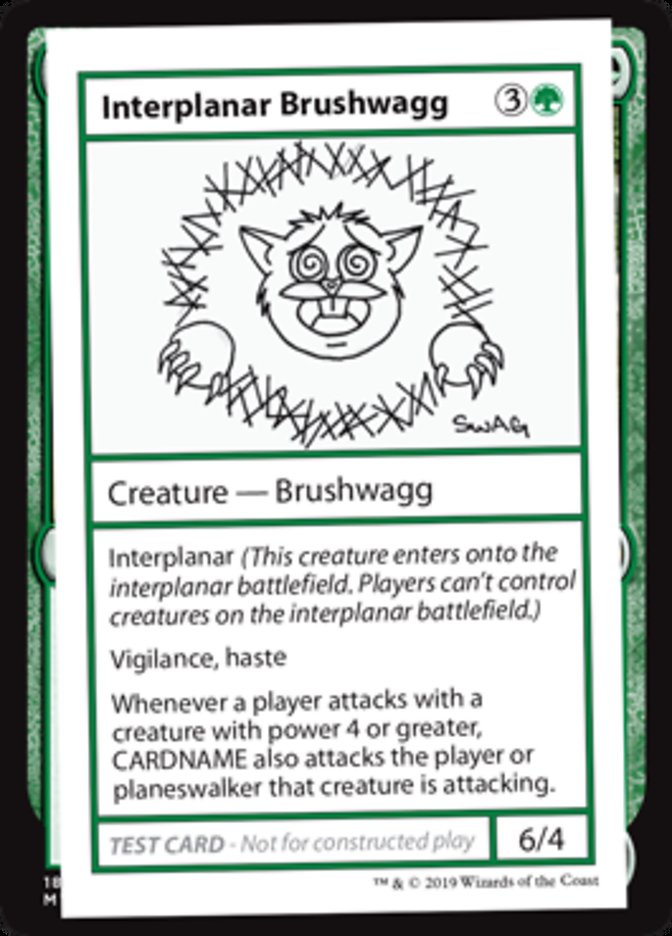 Interplanar Brushwagg 3
SWAG
Creature — Brushwagg
Interplanar (This creature enters onto the
interplanar battlefield. Players can't control
creatures on the interplanar battlefield.)
Vigilance, haste
Whenever a player attacks with a
creature with power 4 or greater,
CARDNAME also attacks the player or
planeswalker that creature is attacking.
TEST CARD - Not for constructed play 6/4
™ & © 2019 Wizards of the Coast
18
M